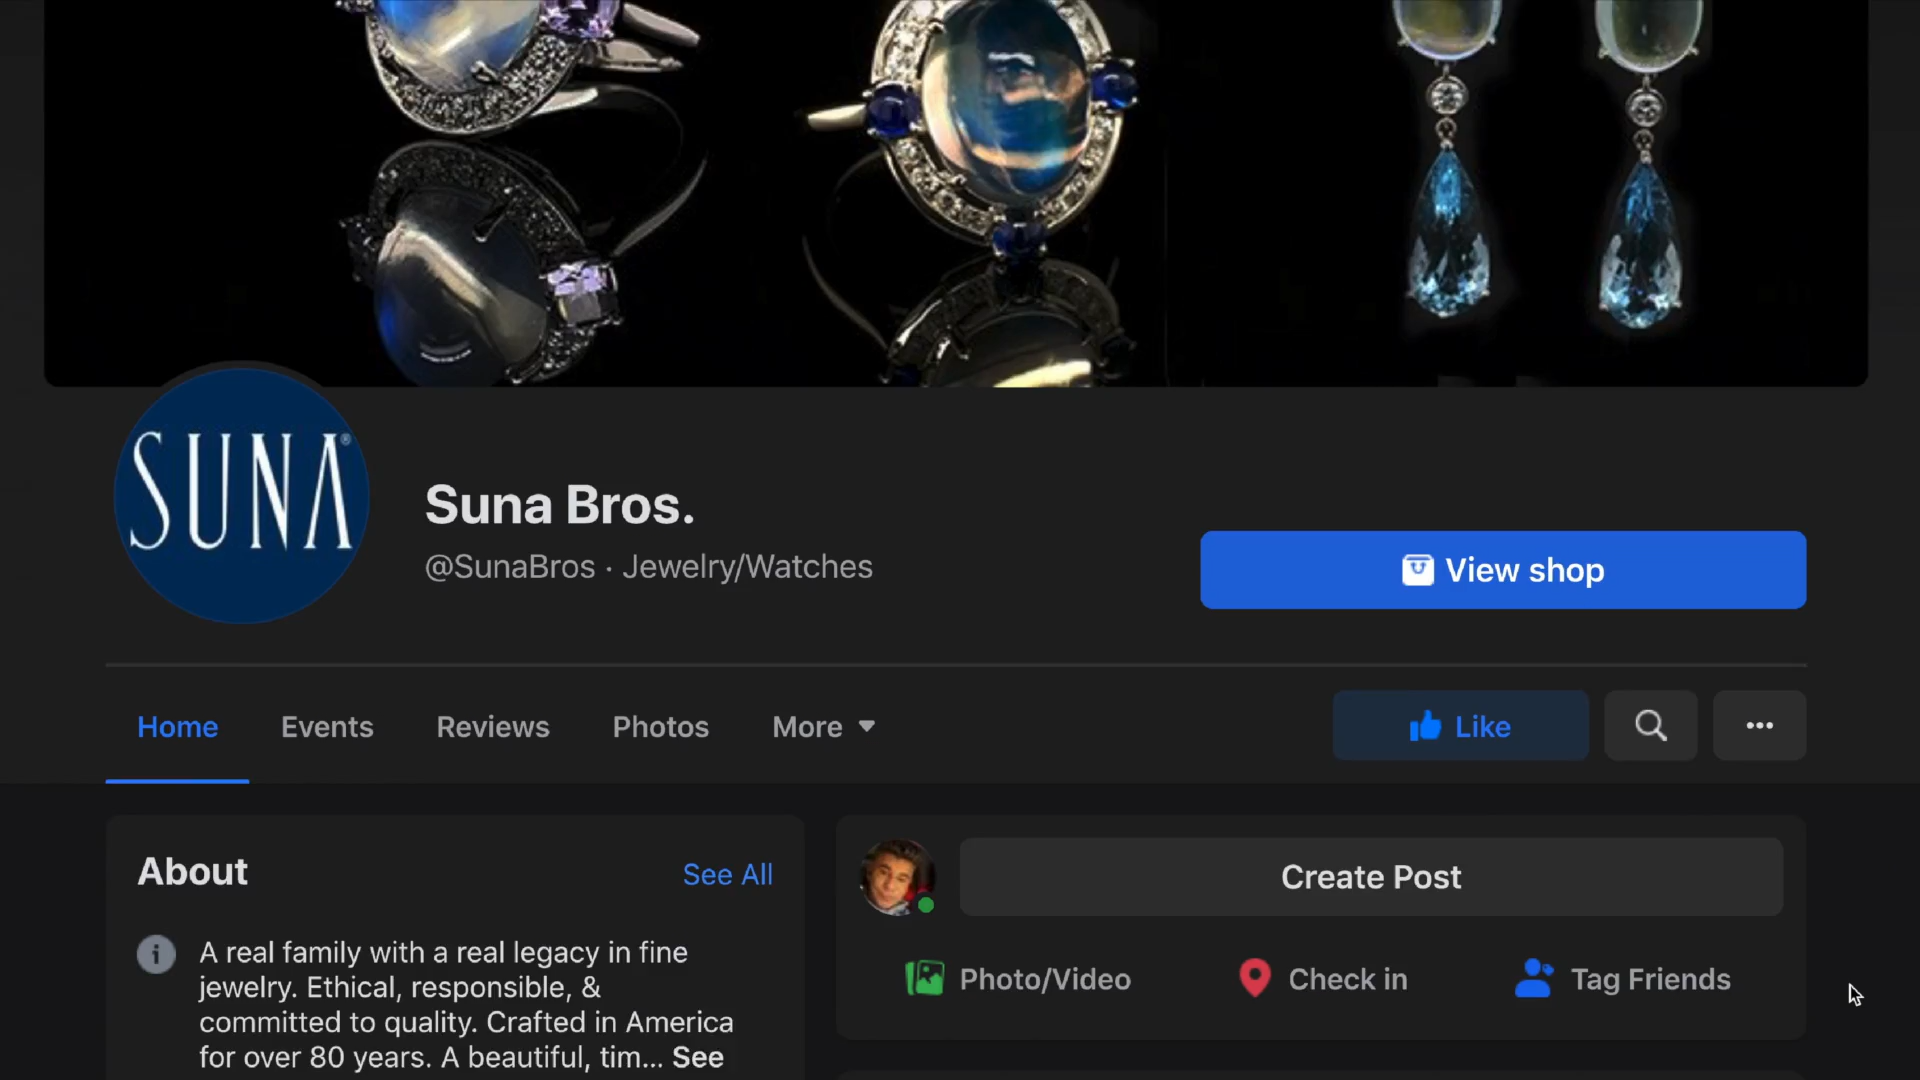 SUNA®
Suna Bros.
@SunaBros · Jewelry/Watches
View shop
Home
Events
Reviews
Photos
More
Like
About
See All
Create Post
A real family with a real legacy in fine
jewelry. Ethical, responsible, &
committed to quality. Crafted in America
for over 80 years. A beautiful, tim... See
Photo/Video
Check in
Tag Friends